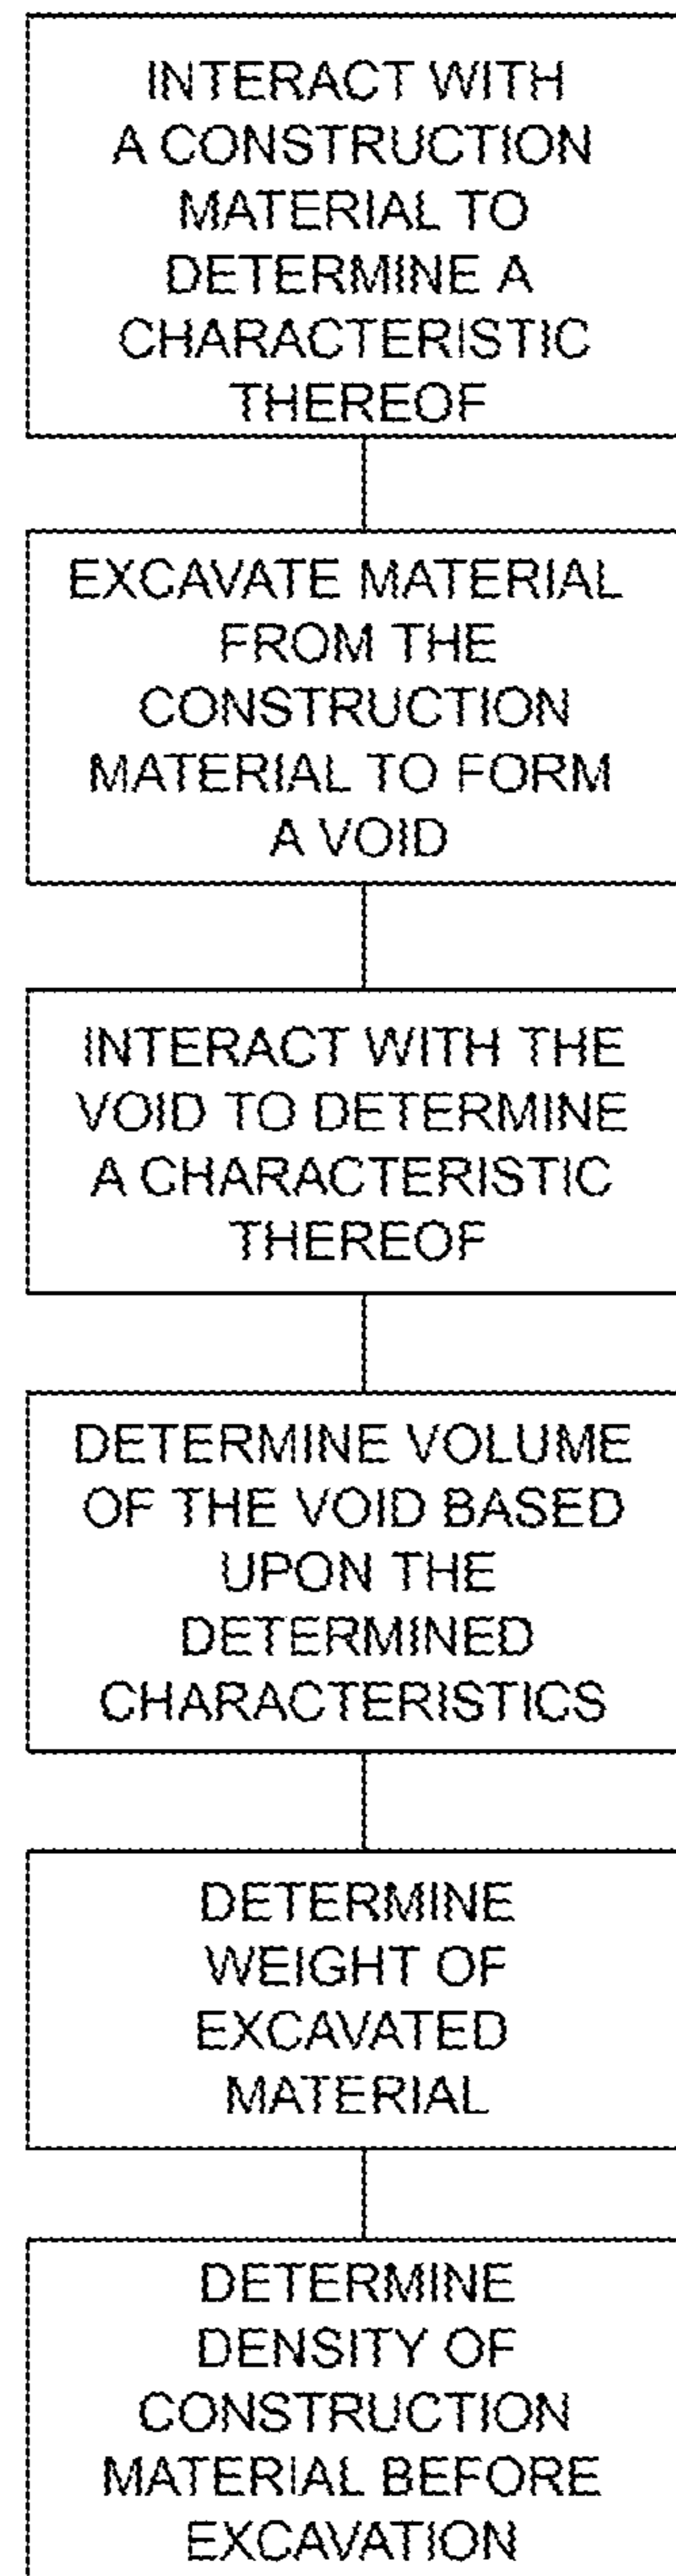 INTERACT WITH
A CONSTRUCTION
MATERIAL TO
DETERMINE A
CHARACTERISTIC
THEREOF
EXCAVATE MATERIAL
FROM THE
CONSTRUCTION
MATERIAL TO FORM
A VOID
INTERACT WITH THE
VOID TO DETERMINE
A CHARACTERISTIC
THEREOF
DETERMINE VOLUME
OF THE VOID BASED
UPON THE
DETERMINED
CHARACTERISTICS
DETERMINE
WEIGHT OF
EXCAVATED
MATERIAL
DETERMINE
DENSITY OF
CONSTRUCTION
MATERIAL BEFORE
EXCAVATION